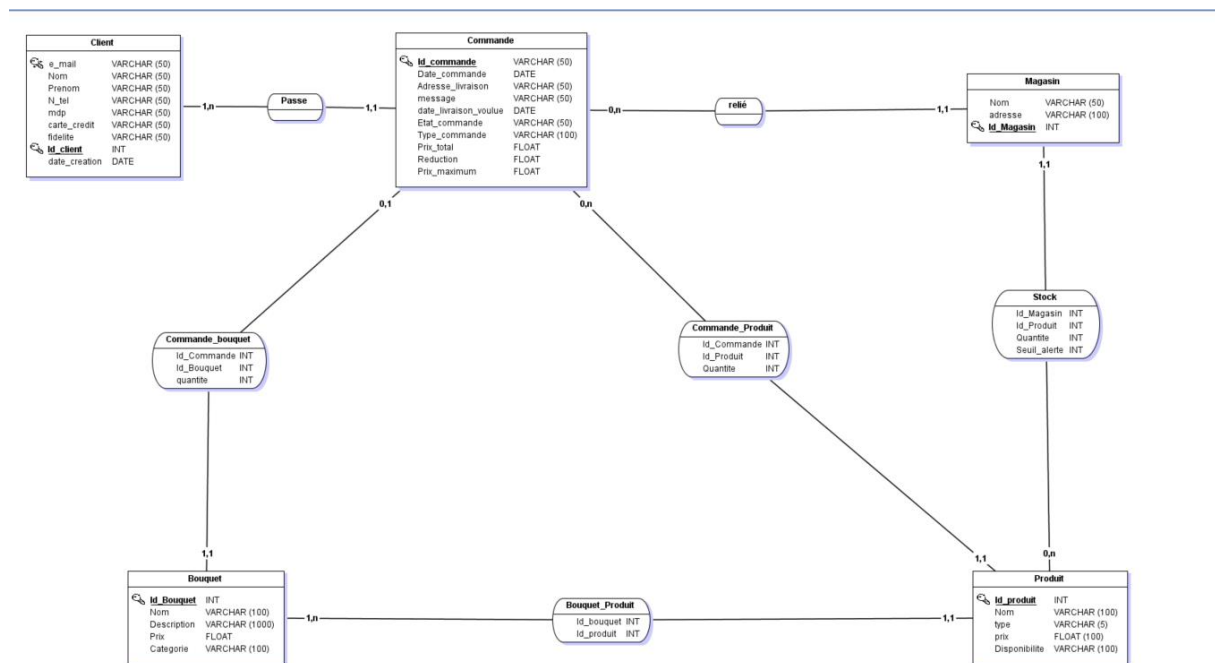 Client
e_mail VARCHAR (50)
Nom VARCHAR (50)
Prenom VARCHAR (50)
N_tel VARCHAR (50)
mdp VARCHAR (50)
carte_credit VARCHAR (50)
fidelite VARCHAR (50)
Id_client INT
date_creation DATE
1,n
Passe
1,1
Commande
Id_commande VARCHAR (50)
Date_commande DATE
Adresse_livraison VARCHAR (50)
message VARCHAR (50)
date_livraison_voulue DATE
Etat_commande VARCHAR (50)
Type_commande VARCHAR (100)
Prix_total FLOAT
Reduction FLOAT
Prix_maximum FLOAT
0,n
relié
1,1
Magasin
Nom VARCHAR (50)
adresse VARCHAR (100)
Id_Magasin INT
1,1
0,1
0,n
Stock
Id_Magasin INT
Id_Produit INT
Quantite INT
Seuil_alerte INT
Commande_bouquet
Id_Commande INT
Id_Bouquet INT
quantite INT
Commande_Produit
Id_Commande INT
Id_Produit INT
Quantite INT
1,1
1,1
0,n
Bouquet
Id_Bouquet INT
Nom VARCHAR (100)
Description VARCHAR (1000)
Prix FLOAT
Categorie VARCHAR (100)
1,n
Bouquet_Produit
Id_bouquet INT
Id_produit INT
1,1
Produit
Id_produit INT
Nom VARCHAR (100)
type VARCHAR (5)
prix FLOAT (100)
Disponibilite VARCHAR (100)